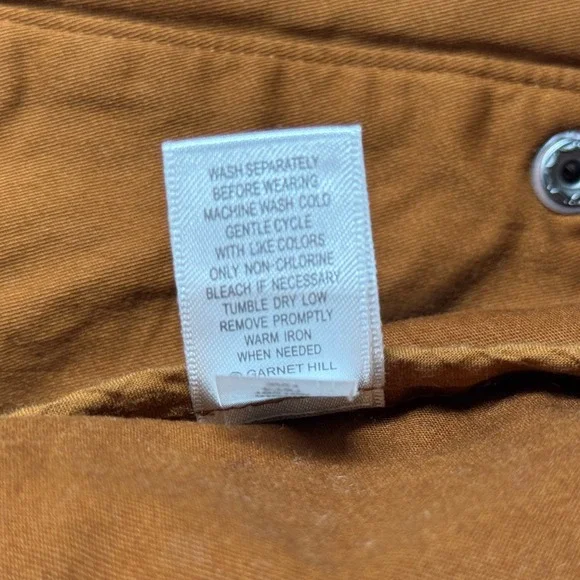 WASH SEPARATELY
BEFORE WEARING
MACHINE WASH COLD
GENTLE CYCLE
WITH LIKE COLORS
ONLY NON-CHLORINE
BLEACH IF NECESSARY
TUMBLE DRY LOW
REMOVE PROMPTLY
WARM IRON
WHEN NEEDED
© GARNET HILL